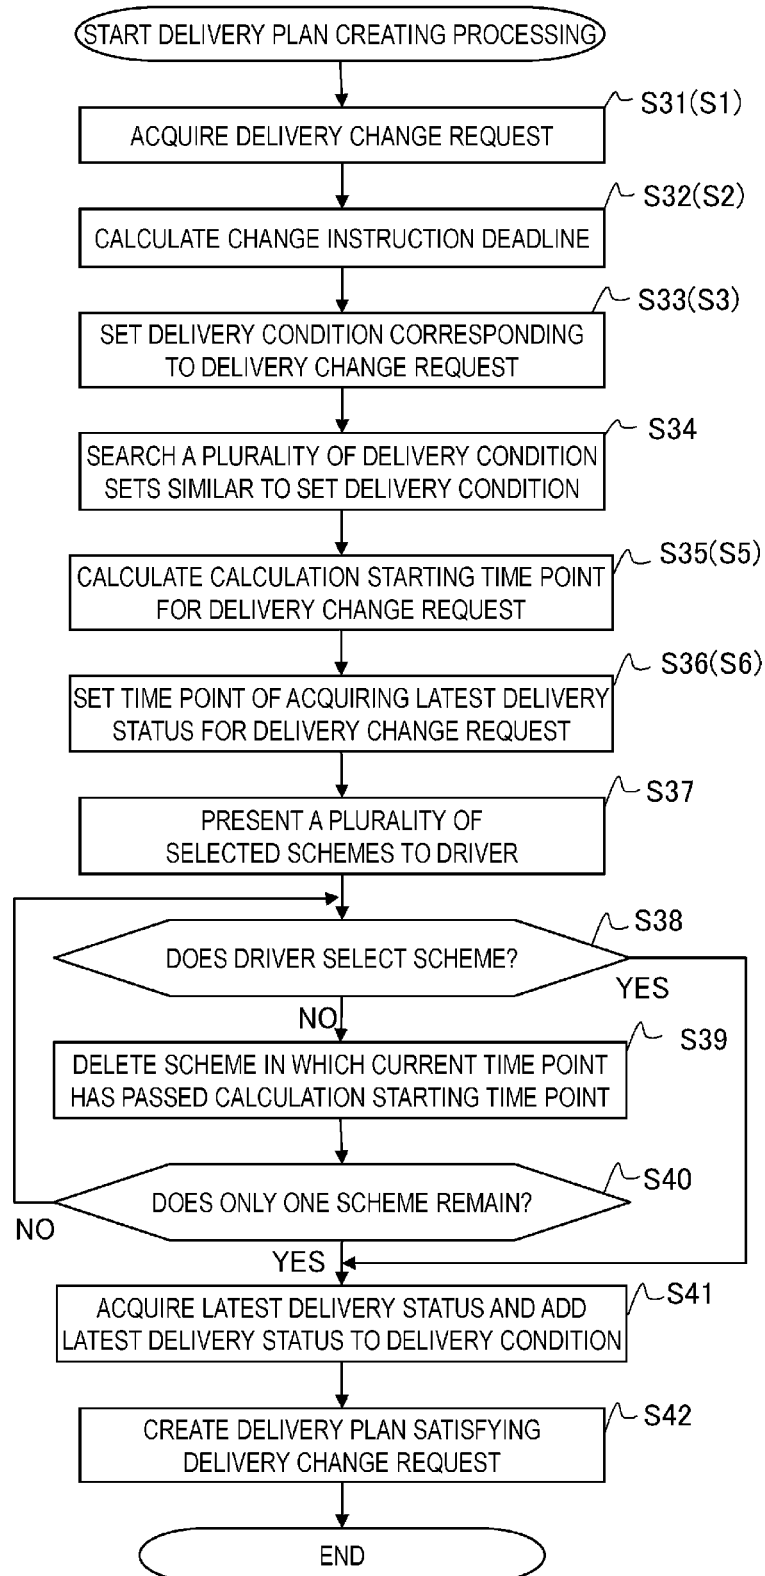 START DELIVERY PLAN CREATING PROCESSING
S31(S1)
ACQUIRE DELIVERY CHANGE REQUEST
S32(S2)
CALCULATE CHANGE INSTRUCTION DEADLINE
S33(S3)
SET DELIVERY CONDITION CORRESPONDING
TO DELIVERY CHANGE REQUEST
S34
SEARCH A PLURALITY OF DELIVERY CONDITION
SETS SIMILAR TO SET DELIVERY CONDITION
S35(S5)
CALCULATE CALCULATION STARTING TIME POINT
FOR DELIVERY CHANGE REQUEST
S36(S6)
SET TIME POINT OF ACQUIRING LATEST DELIVERY
STATUS FOR DELIVERY CHANGE REQUEST
S37
PRESENT A PLURALITY OF
SELECTED SCHEMES TO DRIVER
S38
DOES DRIVER SELECT SCHEME?
YES
NO
S39
DELETE SCHEME IN WHICH CURRENT TIME POINT
HAS PASSED CALCULATION STARTING TIME POINT
S40
DOES ONLY ONE SCHEME REMAIN?
NO
YES
S41
ACQUIRE LATEST DELIVERY STATUS AND ADD
LATEST DELIVERY STATUS TO DELIVERY CONDITION
S42
CREATE DELIVERY PLAN SATISFYING
DELIVERY CHANGE REQUEST
END